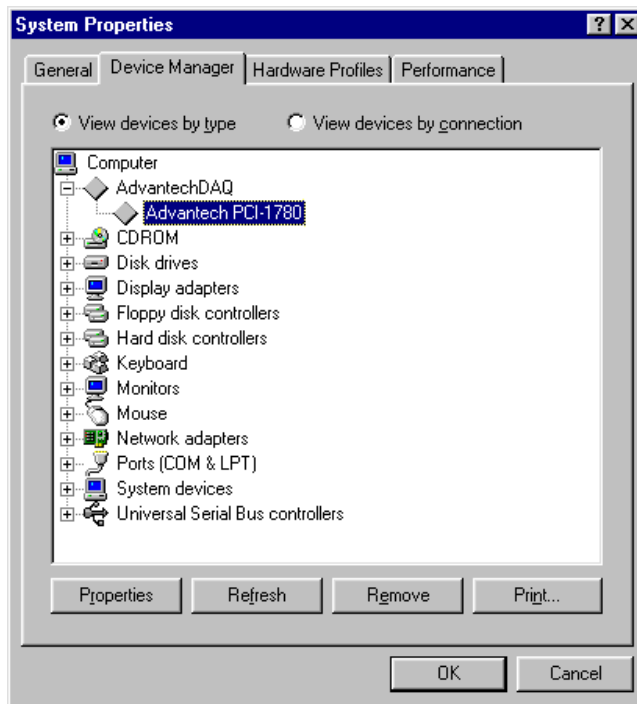 System Properties
General Device Manager Hardware Profiles Performance
View devices by type View devices by connection
Computer
AdvantechDAQ
Advantech PCI-1780
CDROM
Disk drives
Display adapters
Floppy disk controllers
Hard disk controllers
Keyboard
Monitors
Mouse
Network adapters
Ports (COM & LPT)
System devices
Universal Serial Bus controllers
Properties Refresh Remove Print...
OK Cancel